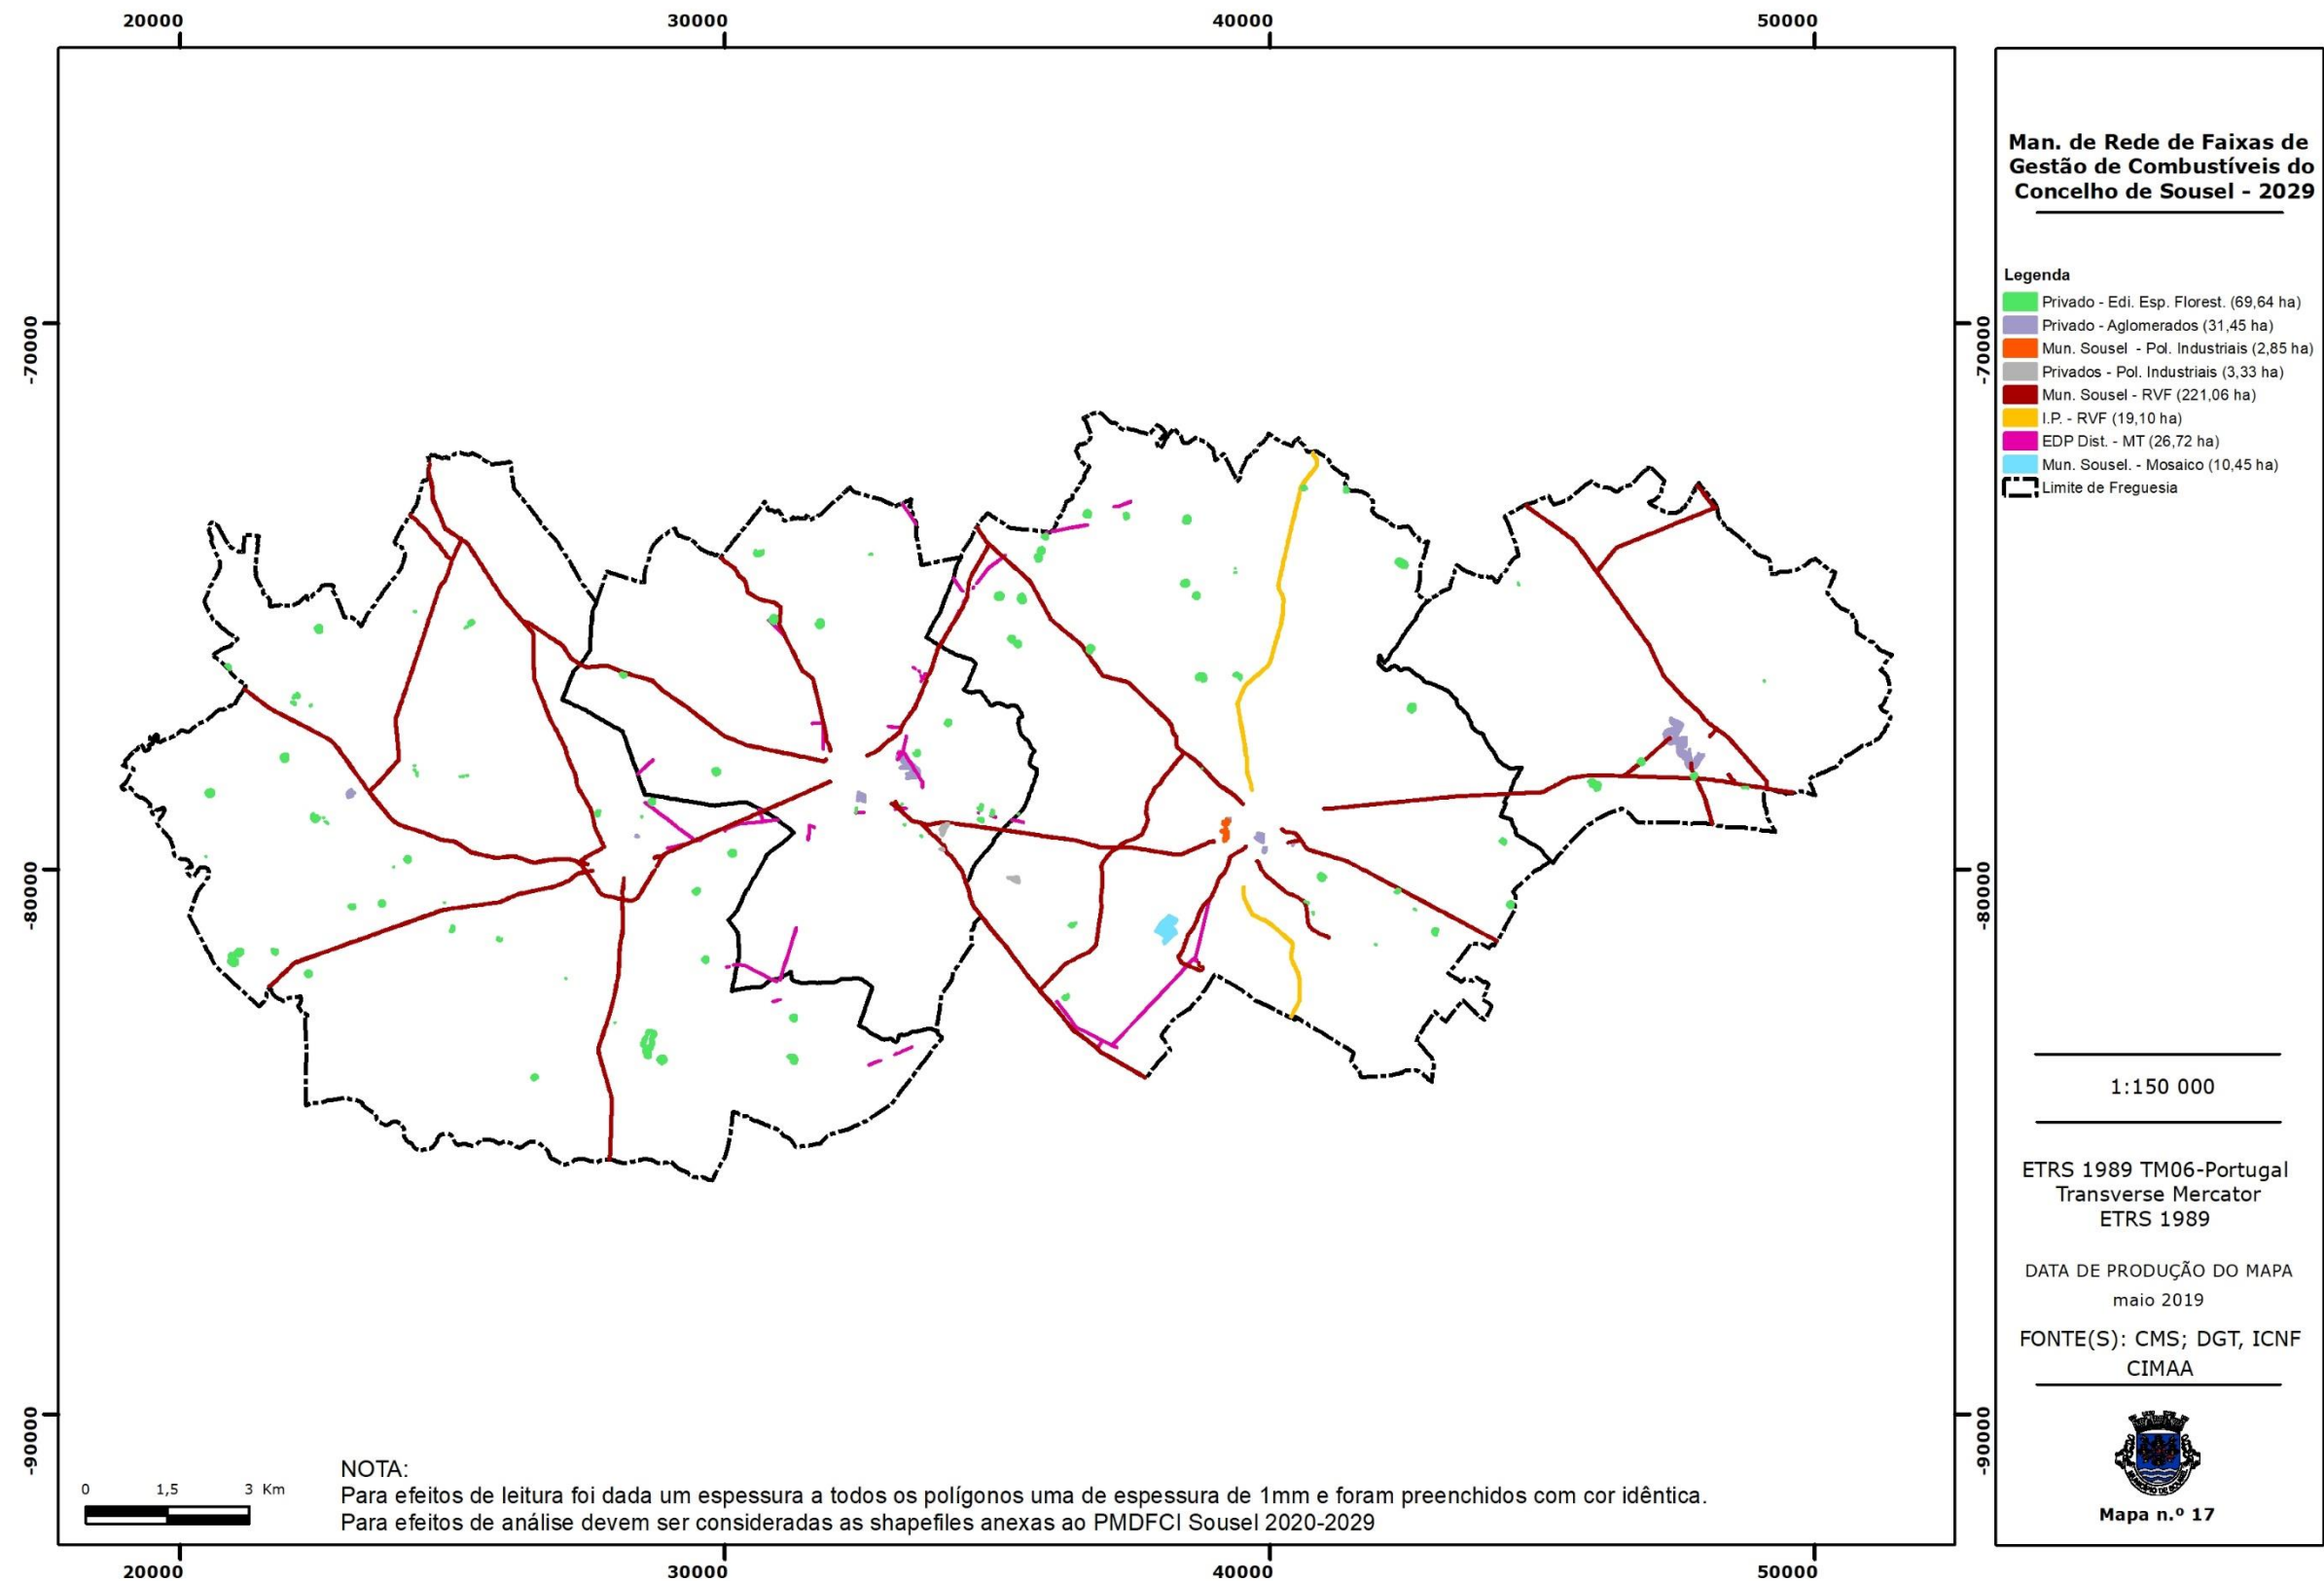 20000 30000 40000 50000
Man. de Rede de Faixas de
Gestão de Combustíveis do
Concelho de Sousel - 2029
Legenda
Privado - Edi. Esp. Florest. (69,64 ha)
Privado - Aglomerados (31,45 ha)
Mun. Sousel - Pol. Industriais (2,85 ha)
Privados - Pol. Industriais (3,33 ha)
Mun. Sousel - RVF (221,06 ha)
I.P. - RVF (19,10 ha)
EDP Dist. - MT (26,72 ha)
Mun. Sousel. - Mosaico (10,45 ha)
Limite de Freguesia
-70000 -70000
-80000 -80000
-90000 -90000
1:150 000
ETRS 1989 TM06-Portugal
Transverse Mercator
ETRS 1989
DATA DE PRODUÇÃO DO MAPA
maio 2019
FONTE(S): CMS; DGT, ICNF
CIMAA
Mapa n.º 17
0 1,5 3 Km
NOTA:
Para efeitos de leitura foi dada um espessura a todos os polígonos uma de espessura de 1mm e foram preenchidos com cor idêntica.
Para efeitos de análise devem ser consideradas as shapefiles anexas ao PMDFCI Sousel 2020-2029
20000 30000 40000 50000